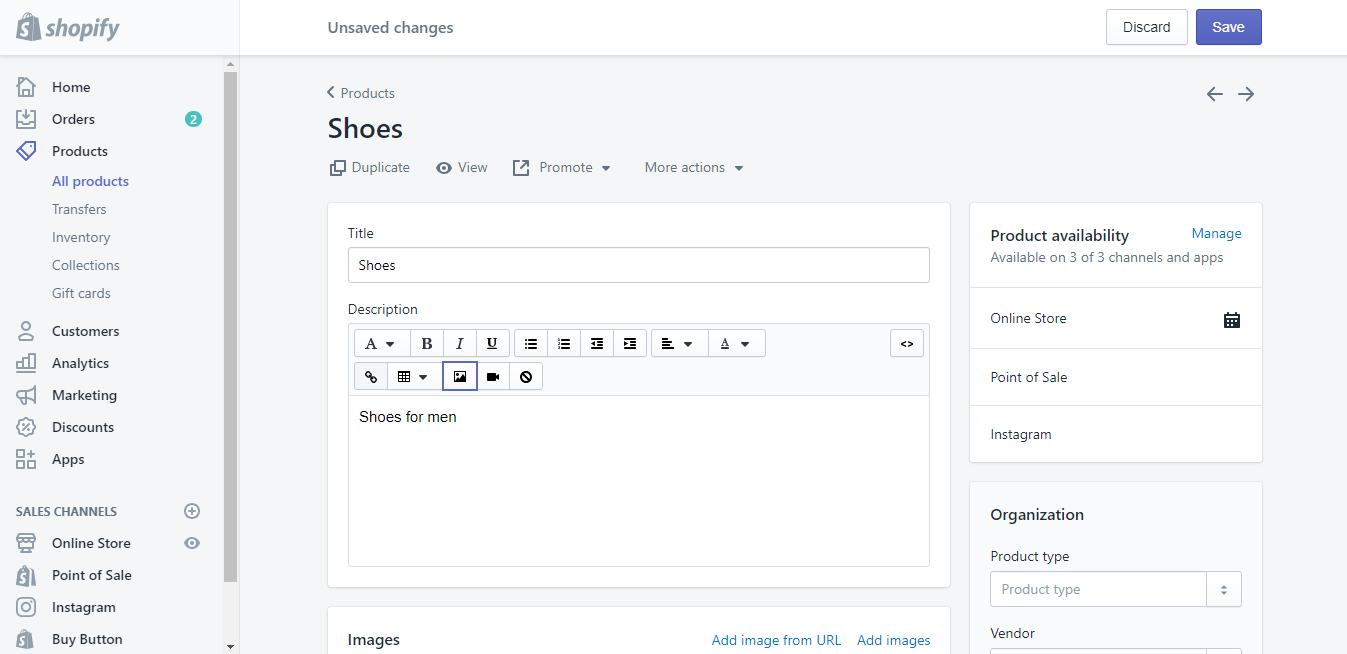 shopify
Unsaved changes
Discard
Save
Home
Orders
2
Products
All products
Transfers
Inventory
Collections
Gift cards
Customers
Analytics
Marketing
Discounts
Apps
SALES CHANNELS
Online Store
Point of Sale
Instagram
Buy Button
Products
Shoes
Duplicate
View
Promote
More actions
Title
Shoes
Description
A
B
I
U
A
<>
Shoes for men
Images
Add image from URL
Add images
Product availability
Manage
Available on 3 of 3 channels and apps
Online Store
Point of Sale
Instagram
Organization
Product type
Product type
Vendor